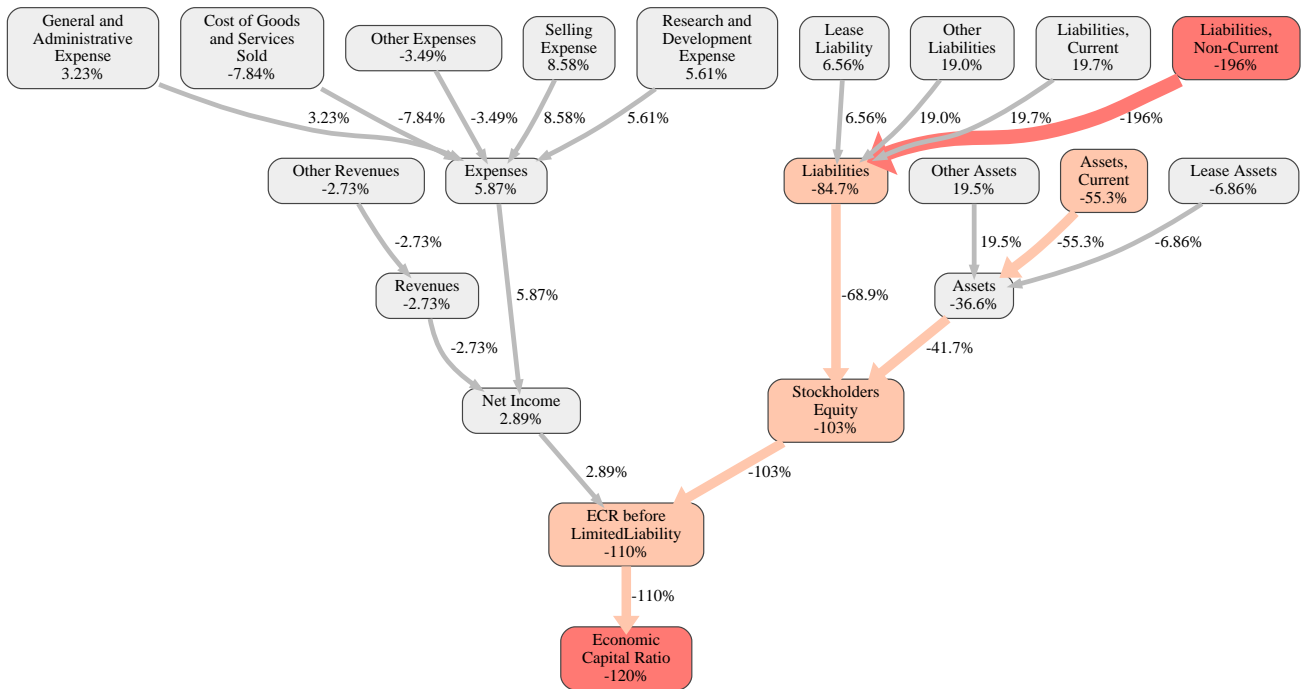 General and
Administrative
Expense
3.23%
Cost of Goods
and Services
Sold
-7.84%
Other Expenses
-3.49%
Selling
Expense
8.58%
Research and
Development
Expense
5.61%
Lease
Liability
6.56%
Other
Liabilities
19.0%
Liabilities,
Current
19.7%
Liabilities,
Non-Current
-196%
3.23%
-7.84%
-3.49%
8.58%
5.61%
6.56%
19.0%
19.7%
-196%
Other Revenues
-2.73%
Expenses
5.87%
Liabilities
-84.7%
Other Assets
19.5%
Assets,
Current
-55.3%
Lease Assets
-6.86%
-2.73%
19.5%
-55.3%
-6.86%
Revenues
-2.73%
5.87%
-68.9%
Assets
-36.6%
-2.73%
-41.7%
Net Income
2.89%
Stockholders
Equity
-103%
2.89%
-103%
ECR before
LimitedLiability
-110%
-110%
Economic
Capital Ratio
-120%